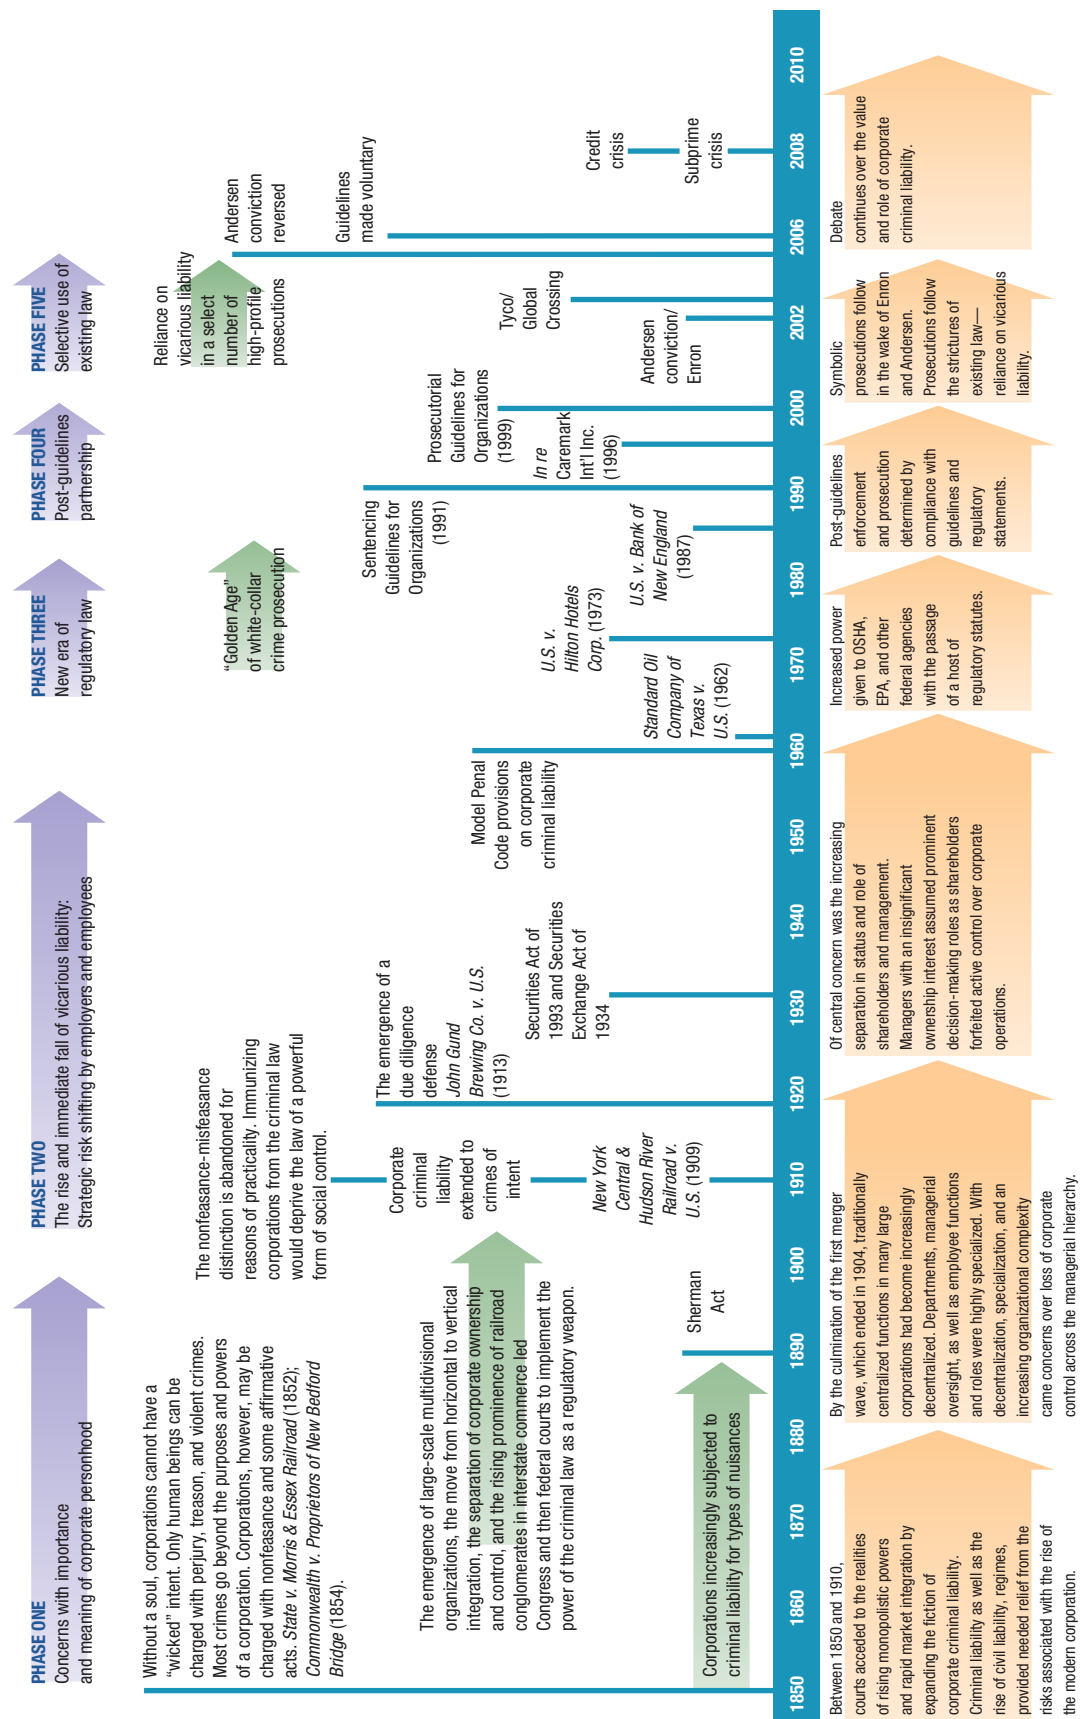 PHASE ONE
Concerns with importance
and meaning of corporate personhood
PHASE TWO
The rise and immediate fall of vicarious liability:
Strategic risk shifting by employers and employees
PHASE THREE
New era of
regulatory law
PHASE FOUR
Post-guidelines
partnership
PHASE FIVE
Selective use of
existing law
Without a soul, corporations cannot have a
“wicked” intent. Only human beings can be
charged with perjury, treason, and violent crimes.
Most crimes go beyond the purposes and powers
of a corporation. Corporations, however, may be
charged with nonfeasance and some affirmative
acts. State v. Morris & Essex Railroad (1852);
Commonwealth v. Proprietors of New Bedford
Bridge (1854).
The emergence of large-scale multidivisional
organizations, the move from horizontal to vertical
integration, the separation of corporate ownership
and control, and the rising prominence of railroad
conglomerates in interstate commerce led
Congress and then federal courts to implement the
power of the criminal law as a regulatory weapon.
Corporations increasingly subjected to
criminal liability for types of nuisances
Sherman
Act
The nonfeasance-misfeasance
distinction is abandoned for
reasons of practicality. Immunizing
corporations from the criminal law
would deprive the law of a powerful
form of social control.
Corporate
criminal
liability
extended to
crimes of
intent
New York
Central &
Hudson River
Railroad v.
U.S. (1909)
The emergence of a
due diligence
defense
John Gund
Brewing Co. v. U.S.
(1913)
Securities Act of
1993 and Securities
Exchange Act of
1934
Model Penal
Code provisions
on corporate
criminal liability
Standard Oil
Company of
Texas v.
U.S. (1962)
U.S. v.
Hilton Hotels
Corp. (1973)
“Golden Age”
of white-collar
crime prosecution
U.S. v. Bank of
New England
(1987)
Sentencing
Guidelines for
Organizations
(1991)
In re
Caremark
Int’l Inc.
(1996)
Prosecutorial
Guidelines for
Organizations
(1999)
Andersen
conviction/
Enron
Tyco/
Global
Crossing
Reliance on
vicarious liability
in a select
number of
high-profile
prosecutions
Andersen
conviction
reversed
Guidelines
made voluntary
Credit
crisis
Subprime
crisis
1850 1860 1870 1880 1890 1900 1910 1920 1930 1940 1950 1960 1970 1980 1990 2000 2002 2006 2008 2010
Between 1850 and 1910,
courts acceded to the realities
of rising monopolistic powers
and rapid market integration by
expanding the fiction of
corporate criminal liability.
Criminal liability as well as the
rise of civil liability, regimes,
provided needed relief from the
risks associated with the rise of
the modern corporation.
By the culmination of the first merger
wave, which ended in 1904, traditionally
centralized functions in many large
corporations had become increasingly
decentralized. Departments, managerial
oversight, as well as employee functions
and roles were highly specialized. With
decentralization, specialization, and an
increasing organizational complexity
came concerns over loss of corporate
control across the managerial hierarchy.
Of central concern was the increasing
separation in status and role of
shareholders and management.
Managers with an insignificant
ownership interest assumed prominent
decision-making roles as shareholders
forfeited active control over corporate
operations.
Increased power
given to OSHA,
EPA, and other
federal agencies
with the passage
of a host of
regulatory statutes.
Post-guidelines
enforcement
and prosecution
determined by
compliance with
guidelines and
regulatory
statements.
Symbolic
prosecutions follow
in the wake of Enron
and Andersen.
Prosecutions follow
the strictures of
existing law—
reliance on vicarious
liability.
Debate
continues over the value
and role of corporate
criminal liability.